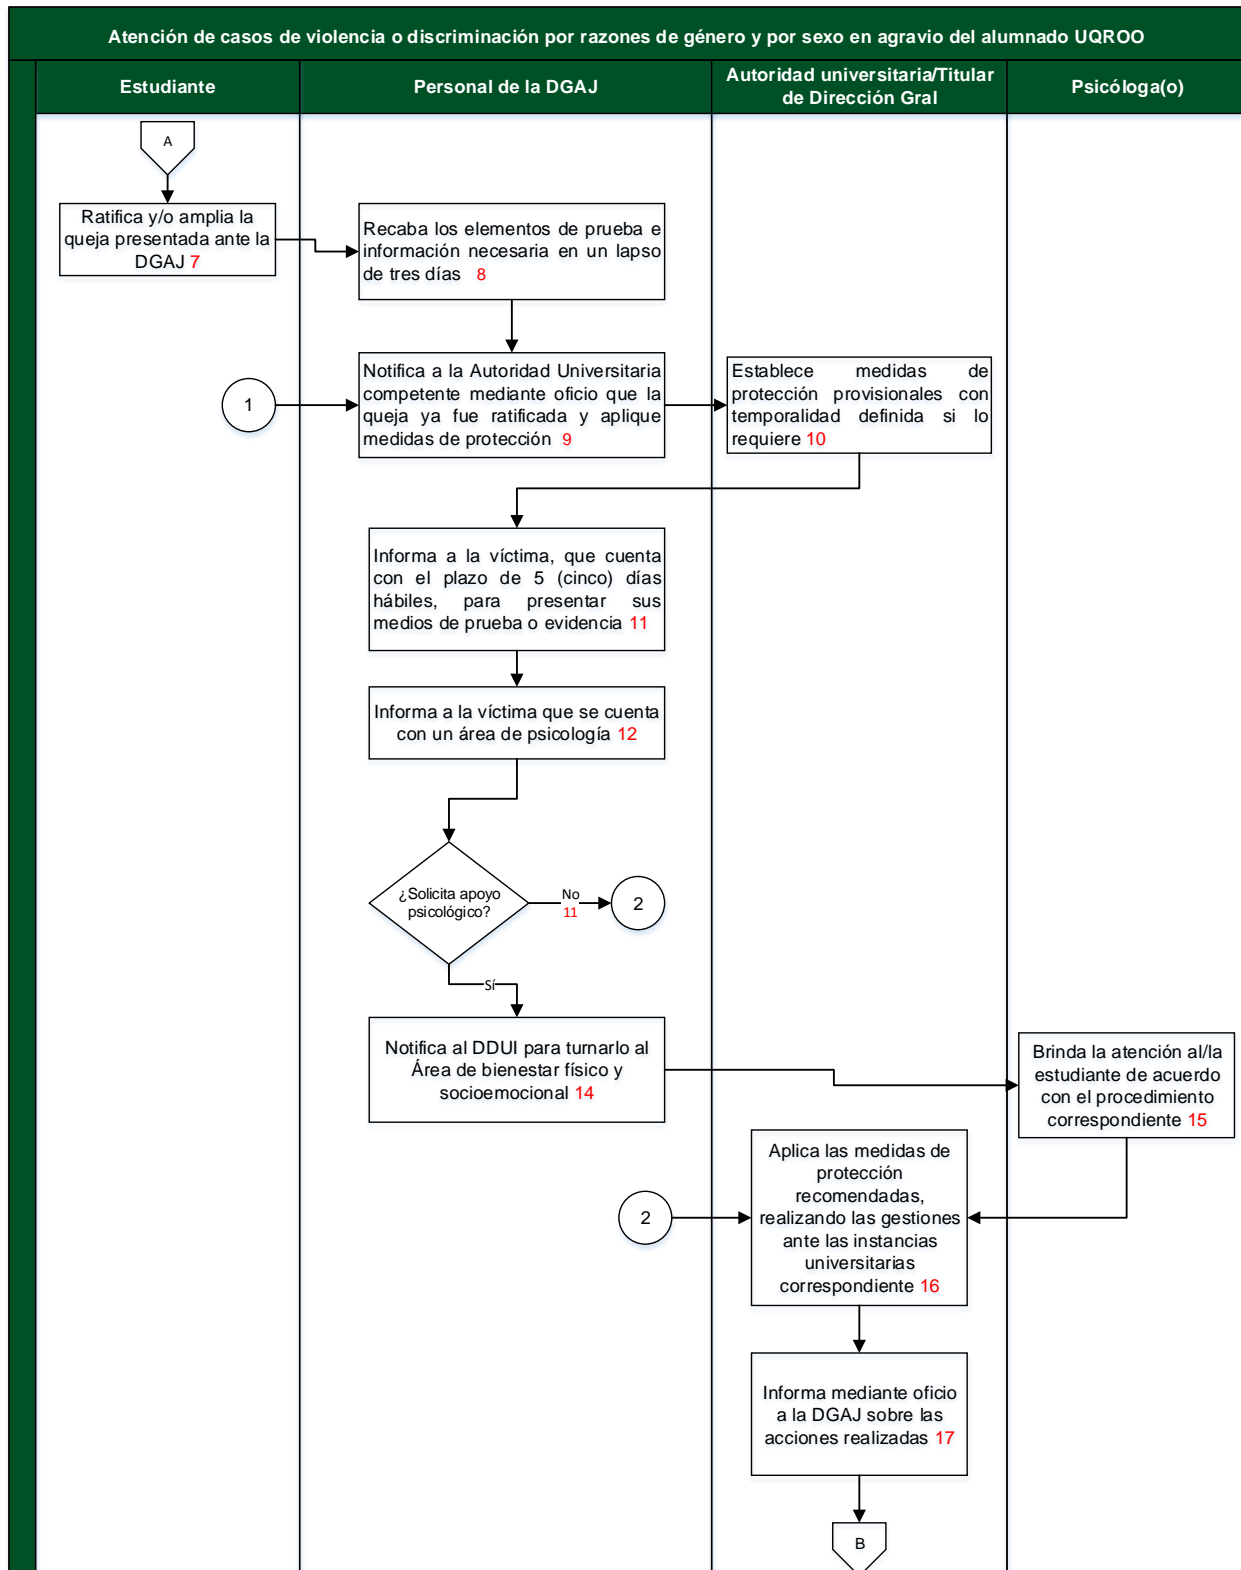 Atención de casos de violencia o discriminación por razones de género y por sexo en agravio del alumnado UQROO
Estudiante
Personal de la DGAJ
Autoridad universitaria/Titular
de Dirección Gral
Psicóloga(o)
A
Ratifica y/o amplia la
queja presentada ante la
DGAJ 7
Recaba los elementos de prueba e
información necesaria en un lapso
de tres días 8
1
Notifica a la Autoridad Universitaria
competente mediante oficio que la
queja ya fue ratificada y aplique
medidas de protección 9
Establece medidas de
protección provisionales con
temporalidad definida si lo
requiere 10
Informa a la víctima, que cuenta
con el plazo de 5 (cinco) días
hábiles, para presentar sus
medios de prueba o evidencia 11
Informa a la víctima que se cuenta
con un área de psicología 12
¿Solicita apoyo
psicológico?
No
11
2
Sí
Notifica al DDUI para turnarlo al
Área de bienestar físico y
socioemocional 14
Brinda la atención al/la
estudiante de acuerdo
con el procedimiento
correspondiente 15
2
Aplica las medidas de
protección
recomendadas,
realizando las gestiones
ante las instancias
universitarias
correspondiente 16
Informa mediante oficio
a la DGAJ sobre las
acciones realizadas 17
B